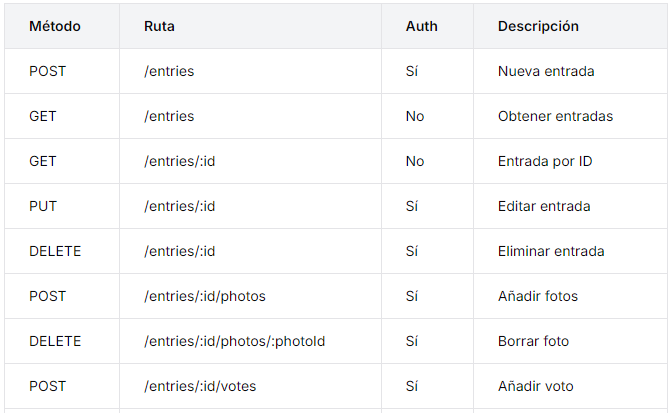 Método Ruta Auth Descripción
POST /entries Sí Nueva entrada
GET /entries No Obtener entradas
GET /entries/:id No Entrada por ID
PUT /entries/:id Sí Editar entrada
DELETE /entries/:id Sí Eliminar entrada
POST /entries/:id/photos Sí Añadir fotos
DELETE /entries/:id/photos/:photoId Sí Borrar foto
POST /entries/:id/votes Sí Añadir voto